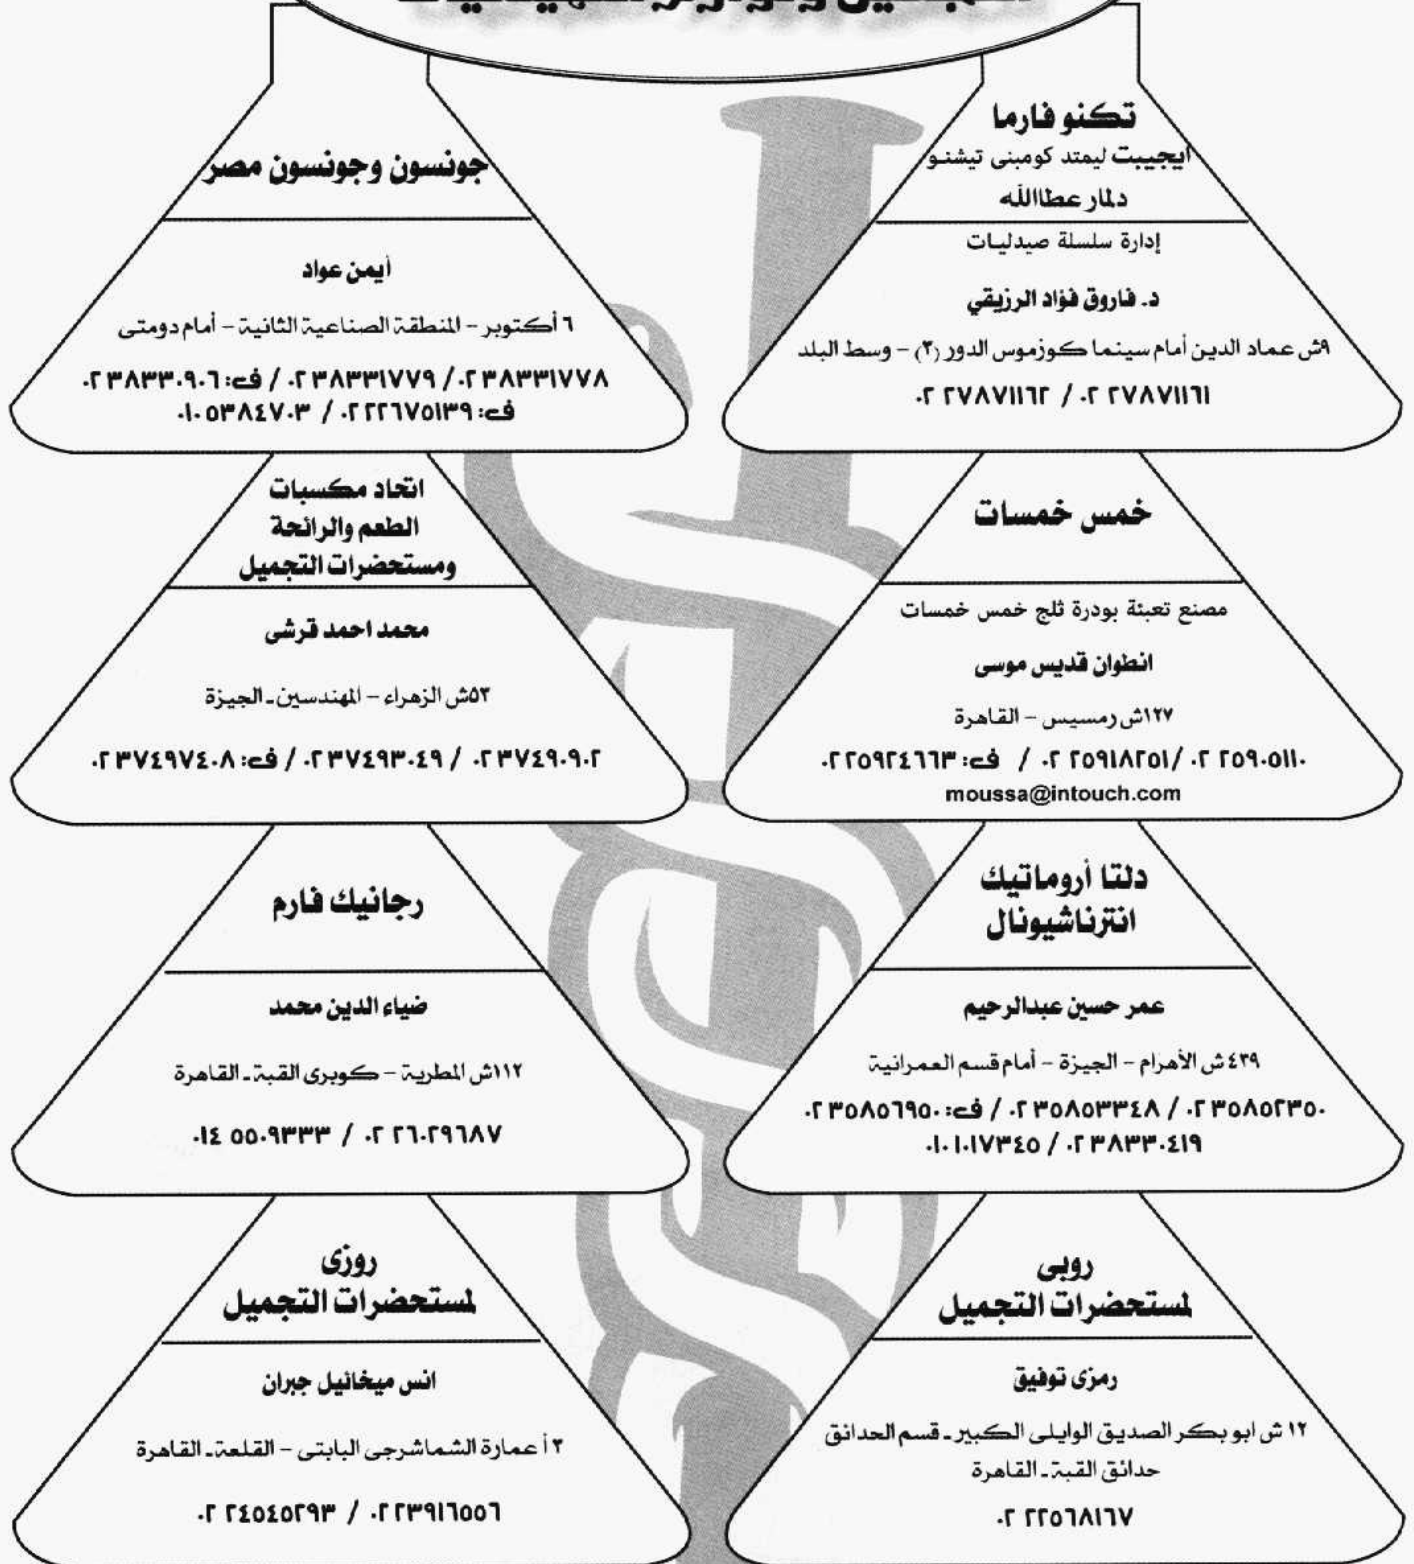 تكنو فارما
ايجيبت ليمتد كومبنى تيشنو
دلمار عطاالله
إدارة سلسلة صيدليات
د. فاروق فؤاد الرزيقي
٩ش عماد الدين أمام سينما كوزموس الدور (٣) – وسط البلد
٠٢ ٢٧٨٧١١٦١ / ٠٢ ٢٧٨٧١١٦٢
جونسون وجونسون مصر
أيمن عواد
٦ أكتوبر – المنطقة الصناعية الثانية – أمام دومتى
٠٢٣٨٣٣١٧٧٨ / ٠٢٣٨٣٣١٧٧٩ / ف: ٠٢٣٨٣٣٠٩٠٦
ف: ٠٢٢٢٦٧٥١٣٩ / ٠١٠٥٣٨٤٧٠٣
خمس خمسات
مصنع تعبئة بودرة ثلج خمس خمسات
انطوان قديس موسى
١٢٧ش رمسيس – القاهرة
٠٢ ٢٥٩٠٥١١٠ / ٠٢ ٢٥٩١٨٢٥١ / ف: ٠٢٢٥٩٢٤٦٦٣
moussa@intouch.com
اتحاد مكسبات
الطعم والرائحة
ومستحضرات التجميل
محمد احمد قرشى
٥٣ش الزهراء – المهندسين ـ الجيزة
٠٢٣٧٤٩٠٩٠٢ / ٠٢٣٧٤٩٣٠٤٩ / ف: ٠٢٣٧٤٩٧٤٠٨
دلتا أروماتيك
انترناشيونال
عمر حسين عبدالرحيم
٤٣٩ ش الأهرام – الجيزة – أمام قسم العمرانية
٠٢٣٥٨٥٢٣٥٠ / ٠٢٣٥٨٥٣٣٤٨ / ف: ٠٢٣٥٨٥٦٩٥٠
٠٢٣٨٣٣٠٤١٩ / ٠١٠١٠١٧٣٤٥
رجانيك فارم
ضياء الدين محمد
١١٢ش المطرية – كوبرى القبة ـ القاهرة
٠٢ ٢٦٠٢٩٦٨٧ / ٠١٤ ٥٥٠٩٣٣٣
روبى
لمستحضرات التجميل
رمزى توفيق
١٢ ش ابو بكر الصديق الوايلى الكبير ـ قسم الحدائق
حدائق القبة ـ القاهرة
٠٢ ٢٢٥٦٨١٦٧
روزى
لمستحضرات التجميل
انس ميخائيل جبران
٣ أ عمارة الشماشرجى البابتى – القلعة ـ القاهرة
٠٢٢٣٩١٦٥٥٦ / ٠٢ ٢٤٥٤٥٢٩٣